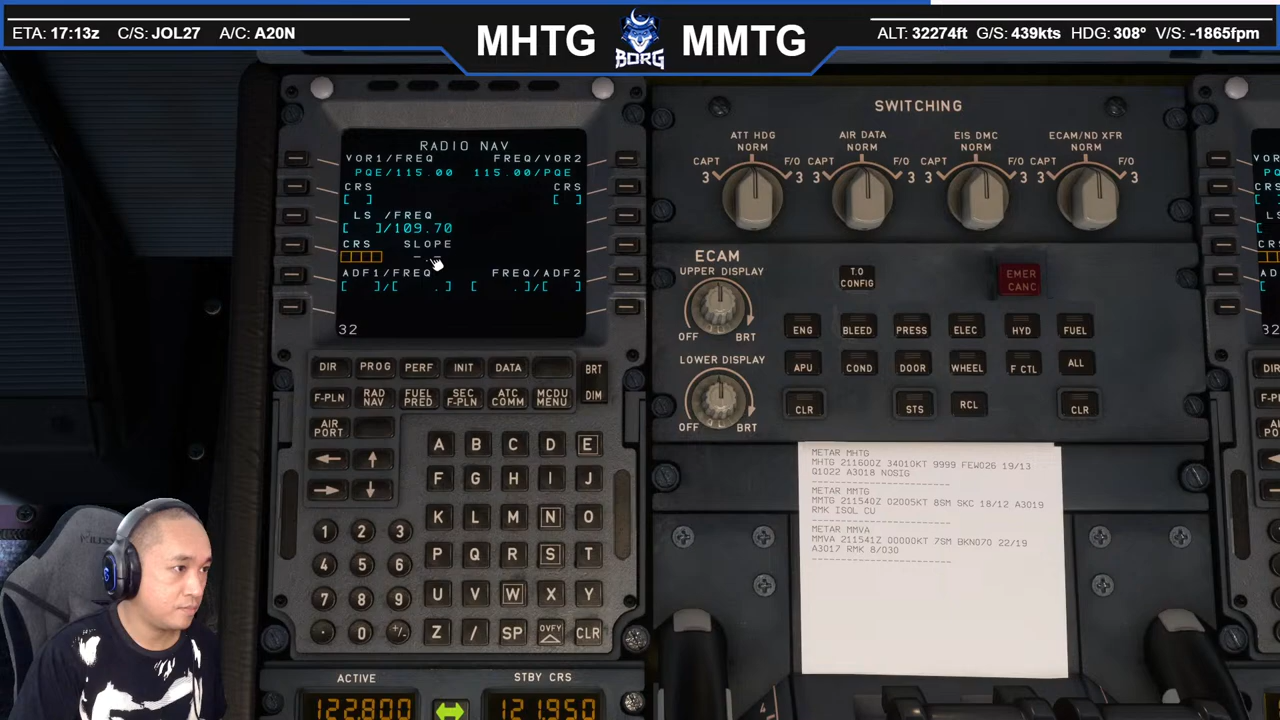 ETA: 17:13z C/S: JOL27 A/C: A20N
MHTG BORG MMTG
ALT: 32274ft G/S: 439kts HDG: 308° V/S: -1865fpm
RADIO NAV
VOR1/FREQ FREQ/VOR2
PQE/115.00 115.00/PQE
CRS CRS
[ ] [ ]
LS /FREQ
[ ]/109.70
CRS SLOPE
-.-
ADF1/FREQ FREQ/ADF2
[ ]/[ .] [ .]/[ ]
32
DIR PROG PERF INIT DATA
BRT
DIM
F-PLN RAD NAV FUEL PRED SEC F-PLN ATC COMM MCDU MENU
AIR PORT
← ↑
→ ↓
A B C D E
F G H I J
K L M N O
P Q R S T
U V W X Y
Z / SP OVFY △ CLR
1 2 3
4 5 6
7 8 9
. 0 +/-
ACTIVE STBY CRS
122.800 121.950
SWITCHING
ATT HDG AIR DATA EIS DMC ECAM/ND XFR
NORM NORM NORM NORM
CAPT F/O CAPT F/O CAPT F/O CAPT F/O
3 3 3 3 3 3 3 3
ECAM
UPPER DISPLAY
OFF BRT
LOWER DISPLAY
OFF BRT
T.O CONFIG
EMER CANC
ENG BLEED PRESS ELEC HYD FUEL
APU COND DOOR WHEEL F CTL ALL
CLR STS RCL CLR
METAR MHTG
MHTG 211600Z 34010KT 9999 FEW026 19/13
Q1022 A3018 NOSIG
METAR MMTG
MMTG 211540Z 02005KT 8SM SKC 18/12 A3019
RMK ISOL CU
METAR MMVA
MMVA 211541Z 00000KT 7SM BKN070 22/19
A3017 RMK 8/030
4
VOR
32
DIR